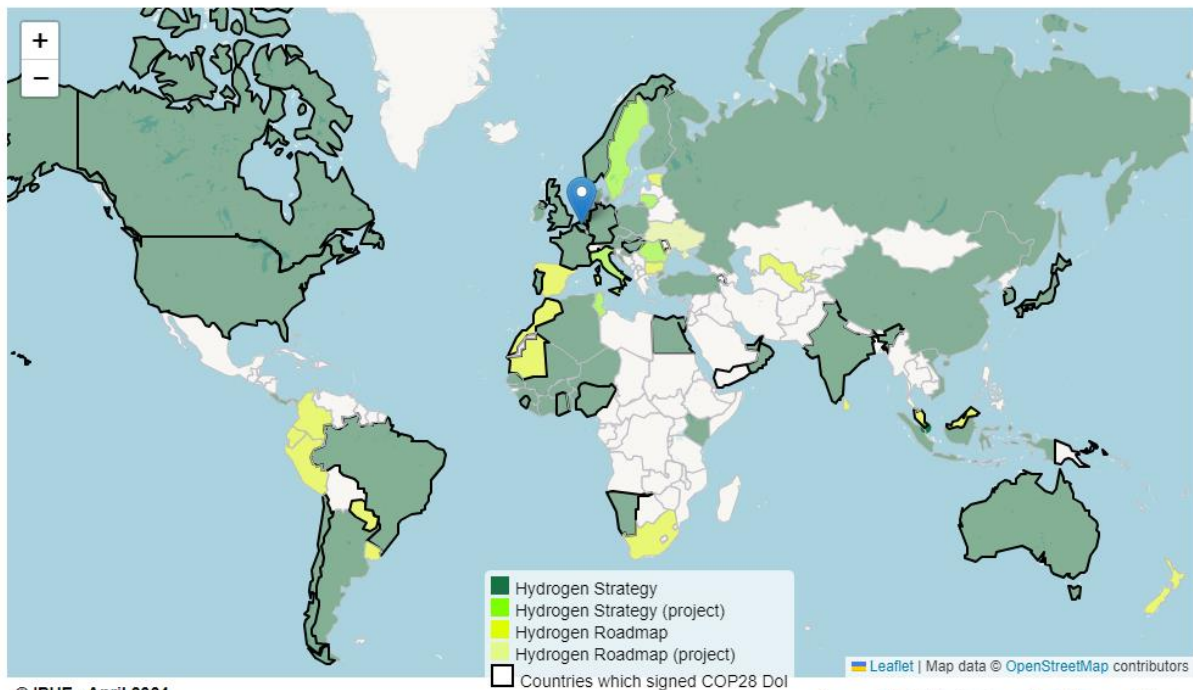 +
−
Hydrogen Strategy
Hydrogen Strategy (project)
Hydrogen Roadmap
Hydrogen Roadmap (project)
Countries which signed COP28 DoI
Leaflet | Map data © OpenStreetMap contributors